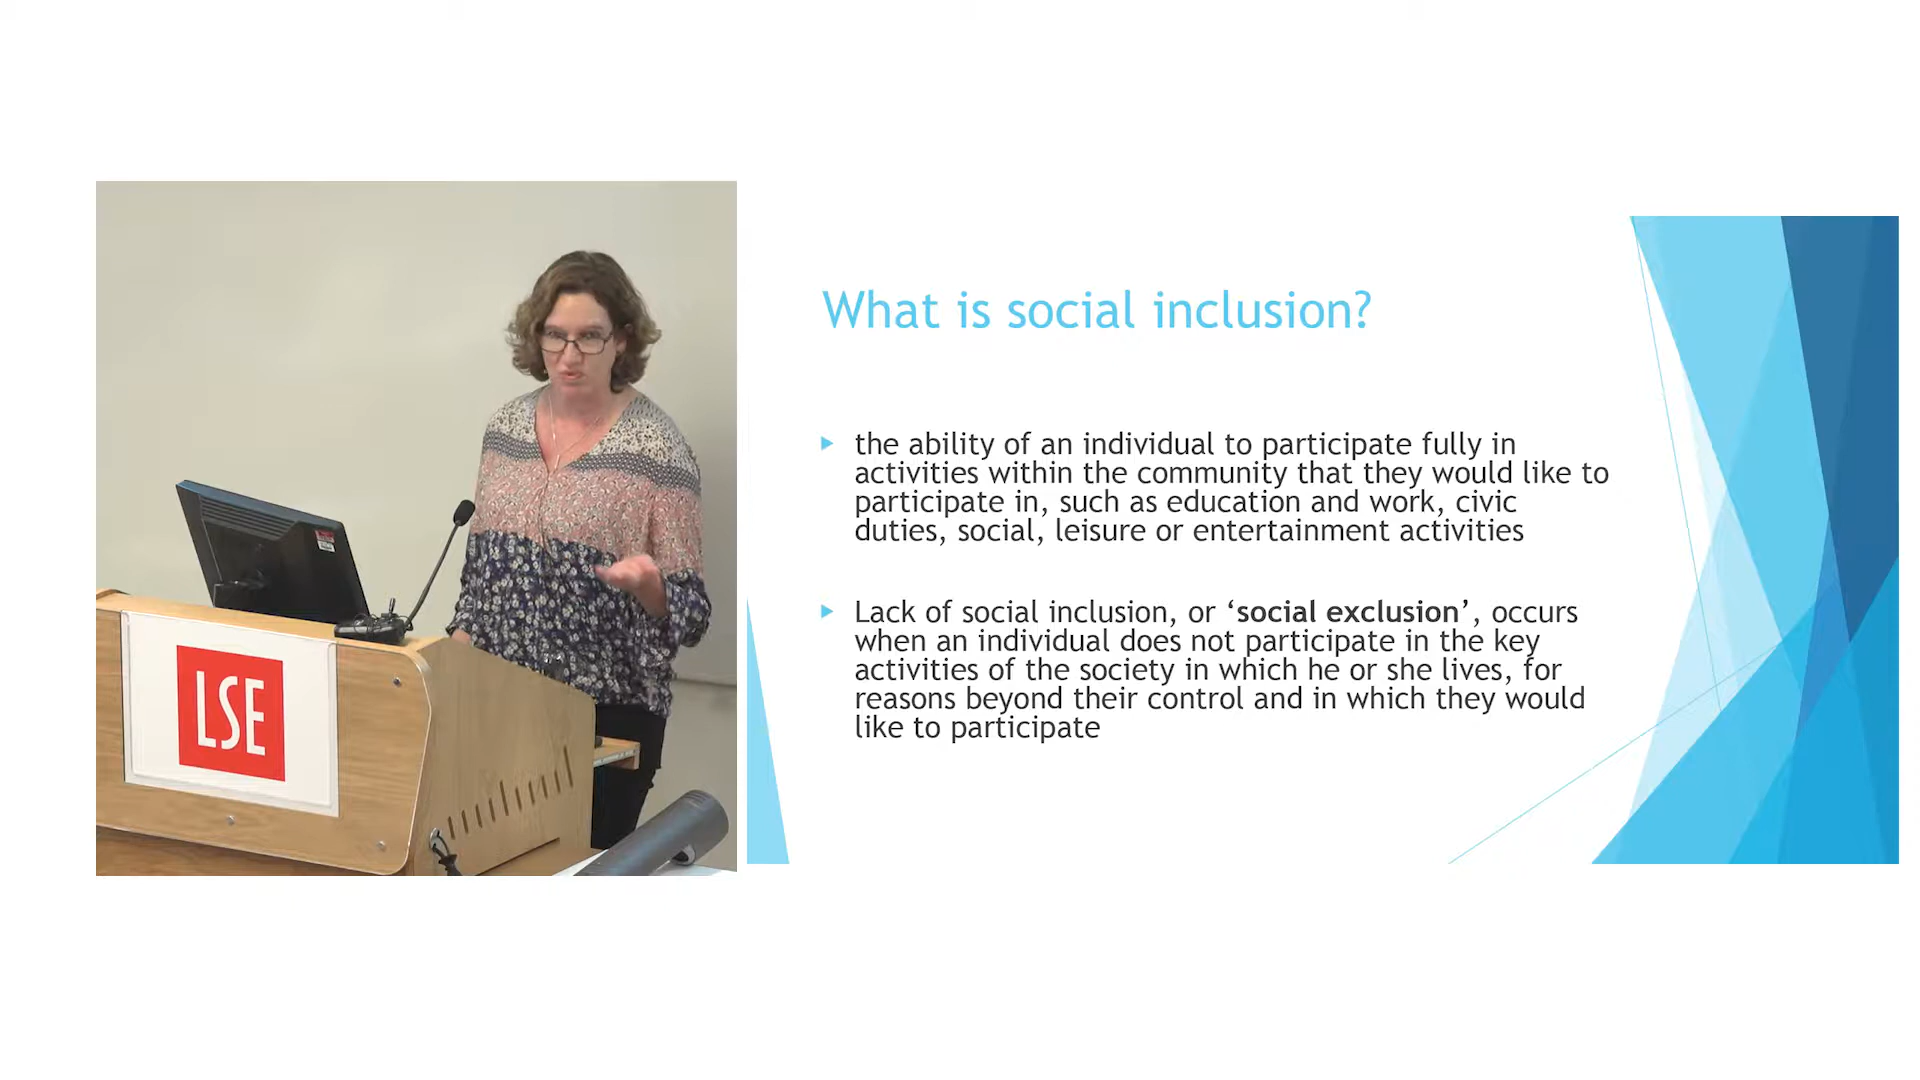 LSE
What is social inclusion?
the ability of an individual to participate fully in
activities within the community that they would like to
participate in, such as education and work, civic
duties, social, leisure or entertainment activities
Lack of social inclusion, or ‘social exclusion’, occurs
when an individual does not participate in the key
activities of the society in which he or she lives, for
reasons beyond their control and in which they would
like to participate